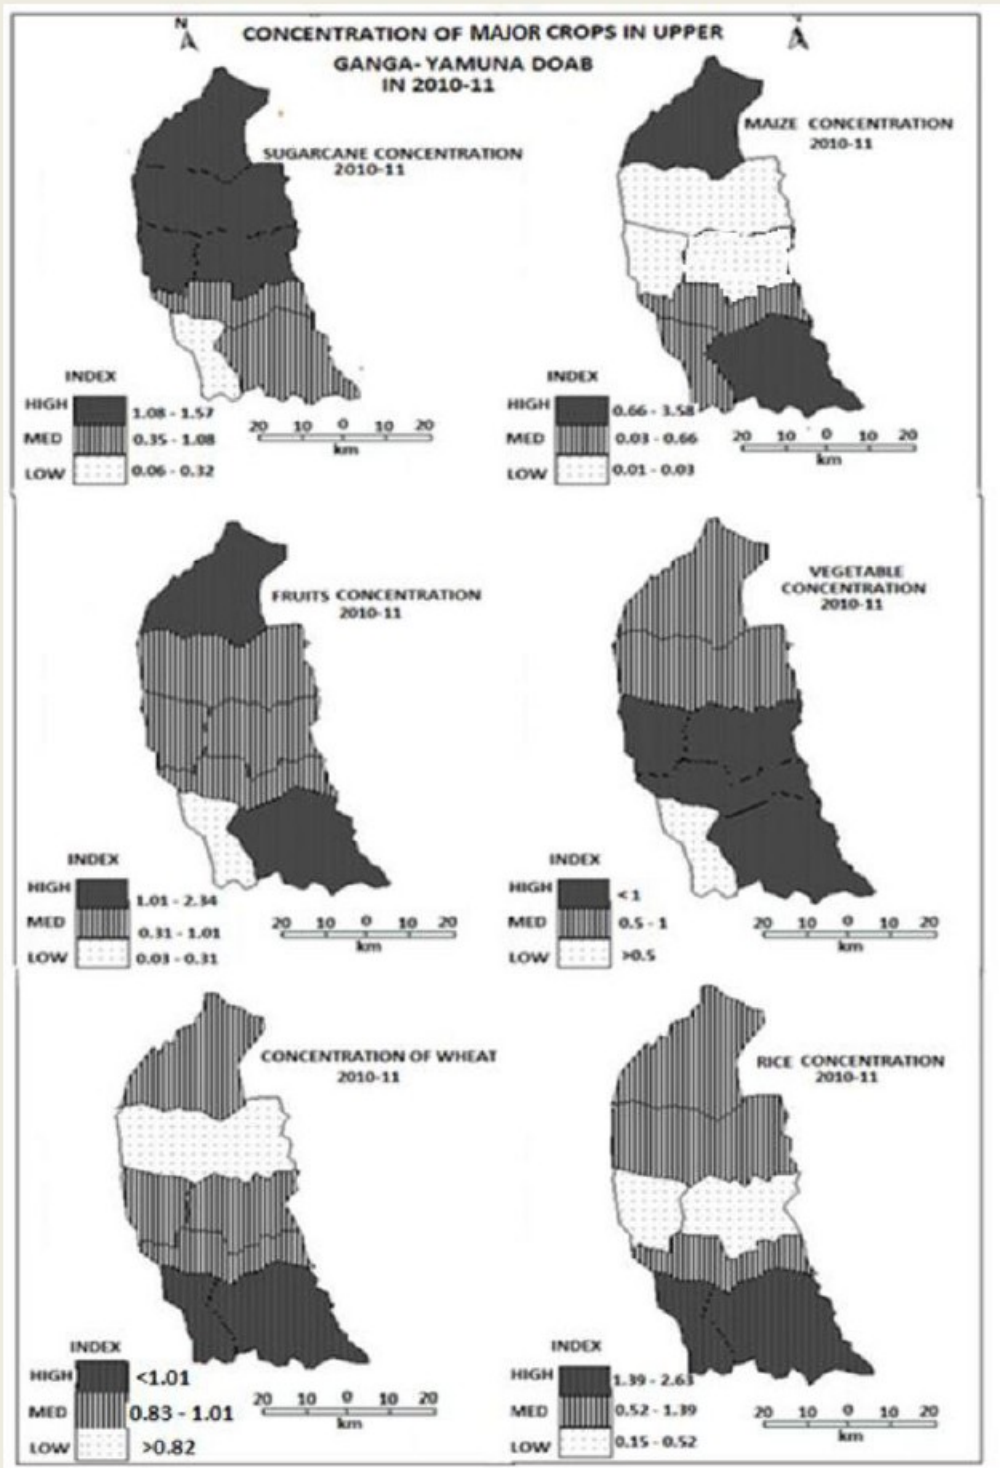 N
N
CONCENTRATION OF MAJOR CROPS IN UPPER
GANGA- YAMUNA DOAB
IN 2010-11
SUGARCANE CONCENTRATION
2010-11
INDEX
HIGH 1.08 - 1.57
MED 0.35 - 1.08
LOW 0.06 - 0.32
20 10 0 10 20
km
MAIZE CONCENTRATION
2010-11
INDEX
HIGH 0.66 - 3.58
MED 0.03 - 0.66
LOW 0.01 - 0.03
20 10 0 10 20
km
FRUITS CONCENTRATION
2010-11
INDEX
HIGH 1.01 - 2.34
MED 0.31 - 1.01
LOW 0.03 - 0.31
20 10 0 10 20
km
VEGETABLE
CONCENTRATION
2010-11
INDEX
HIGH <1
MED 0.5 - 1
LOW >0.5
20 10 0 10 20
km
CONCENTRATION OF WHEAT
2010-11
INDEX
HIGH <1.01
MED 0.83 - 1.01
LOW >0.82
20 10 0 10 20
km
RICE CONCENTRATION
2010-11
INDEX
HIGH 1.39 - 2.63
MED 0.52 - 1.39
LOW 0.15 - 0.52
20 10 0 10 20
km